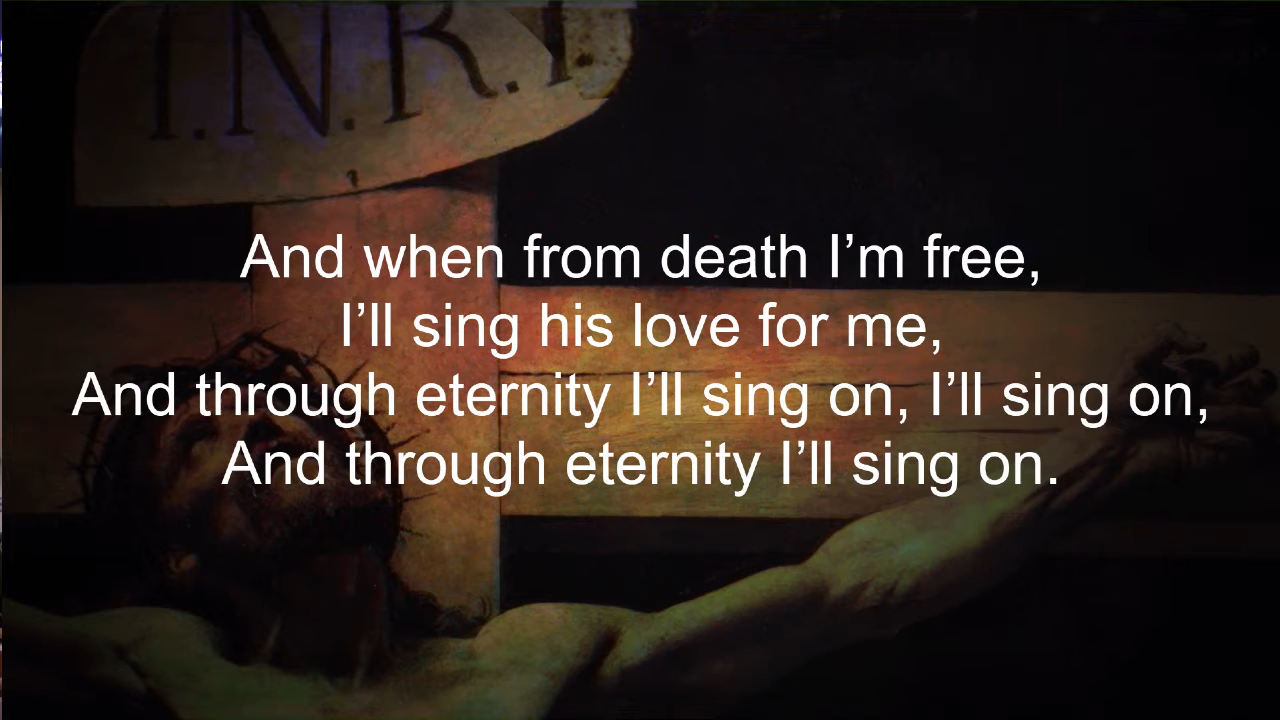 I.N.R.I
And when from death I’m free,
I’ll sing his love for me,
And through eternity I’ll sing on, I’ll sing on,
And through eternity I’ll sing on.